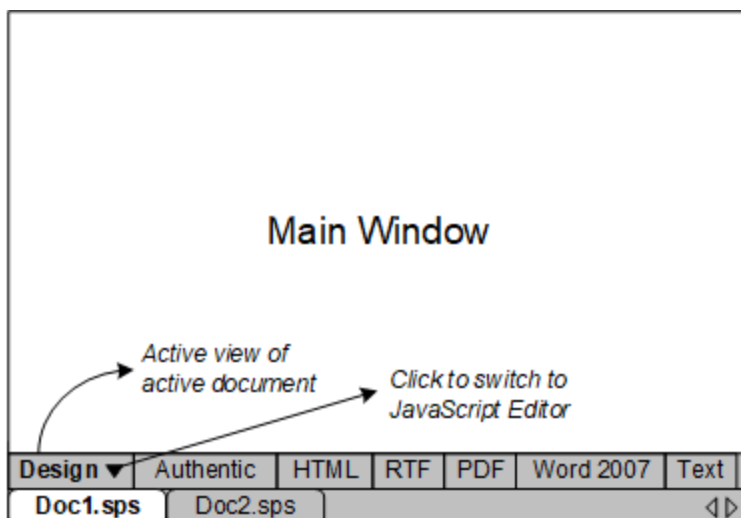 Main Window
Active view of
active document
Click to switch to
JavaScript Editor
Design Authentic HTML RTF PDF Word 2007 Text
Doc1.sps Doc2.sps